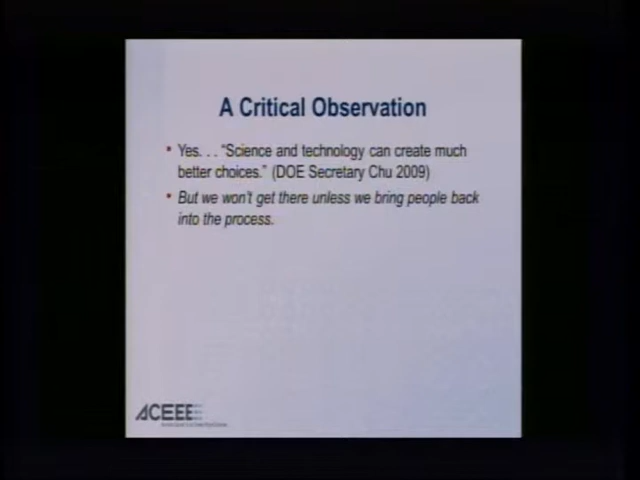 A Critical Observation
Yes. . . “Science and technology can create much
better choices.” (DOE Secretary Chu 2009)
But we won't get there unless we bring people back
into the process.
ACEEE